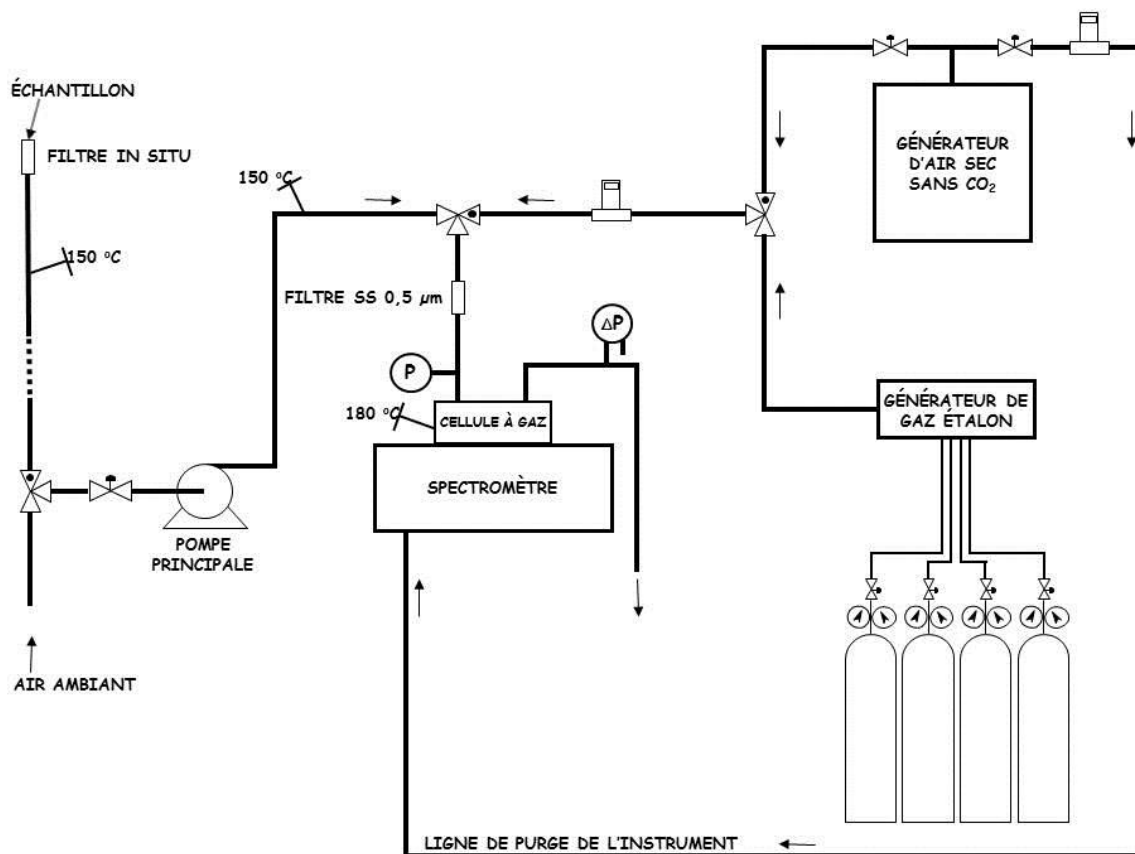 ÉCHANTILLON
FILTRE IN SITU
150 °C
150 °C
GÉNÉRATEUR
D'AIR SEC
SANS CO₂
FILTRE SS 0,5 µm
ΔP
P
180 °C
CELLULE À GAZ
GÉNÉRATEUR DE
GAZ ÉTALON
SPECTROMÈTRE
POMPE
PRINCIPALE
AIR AMBIANT
LIGNE DE PURGE DE L'INSTRUMENT